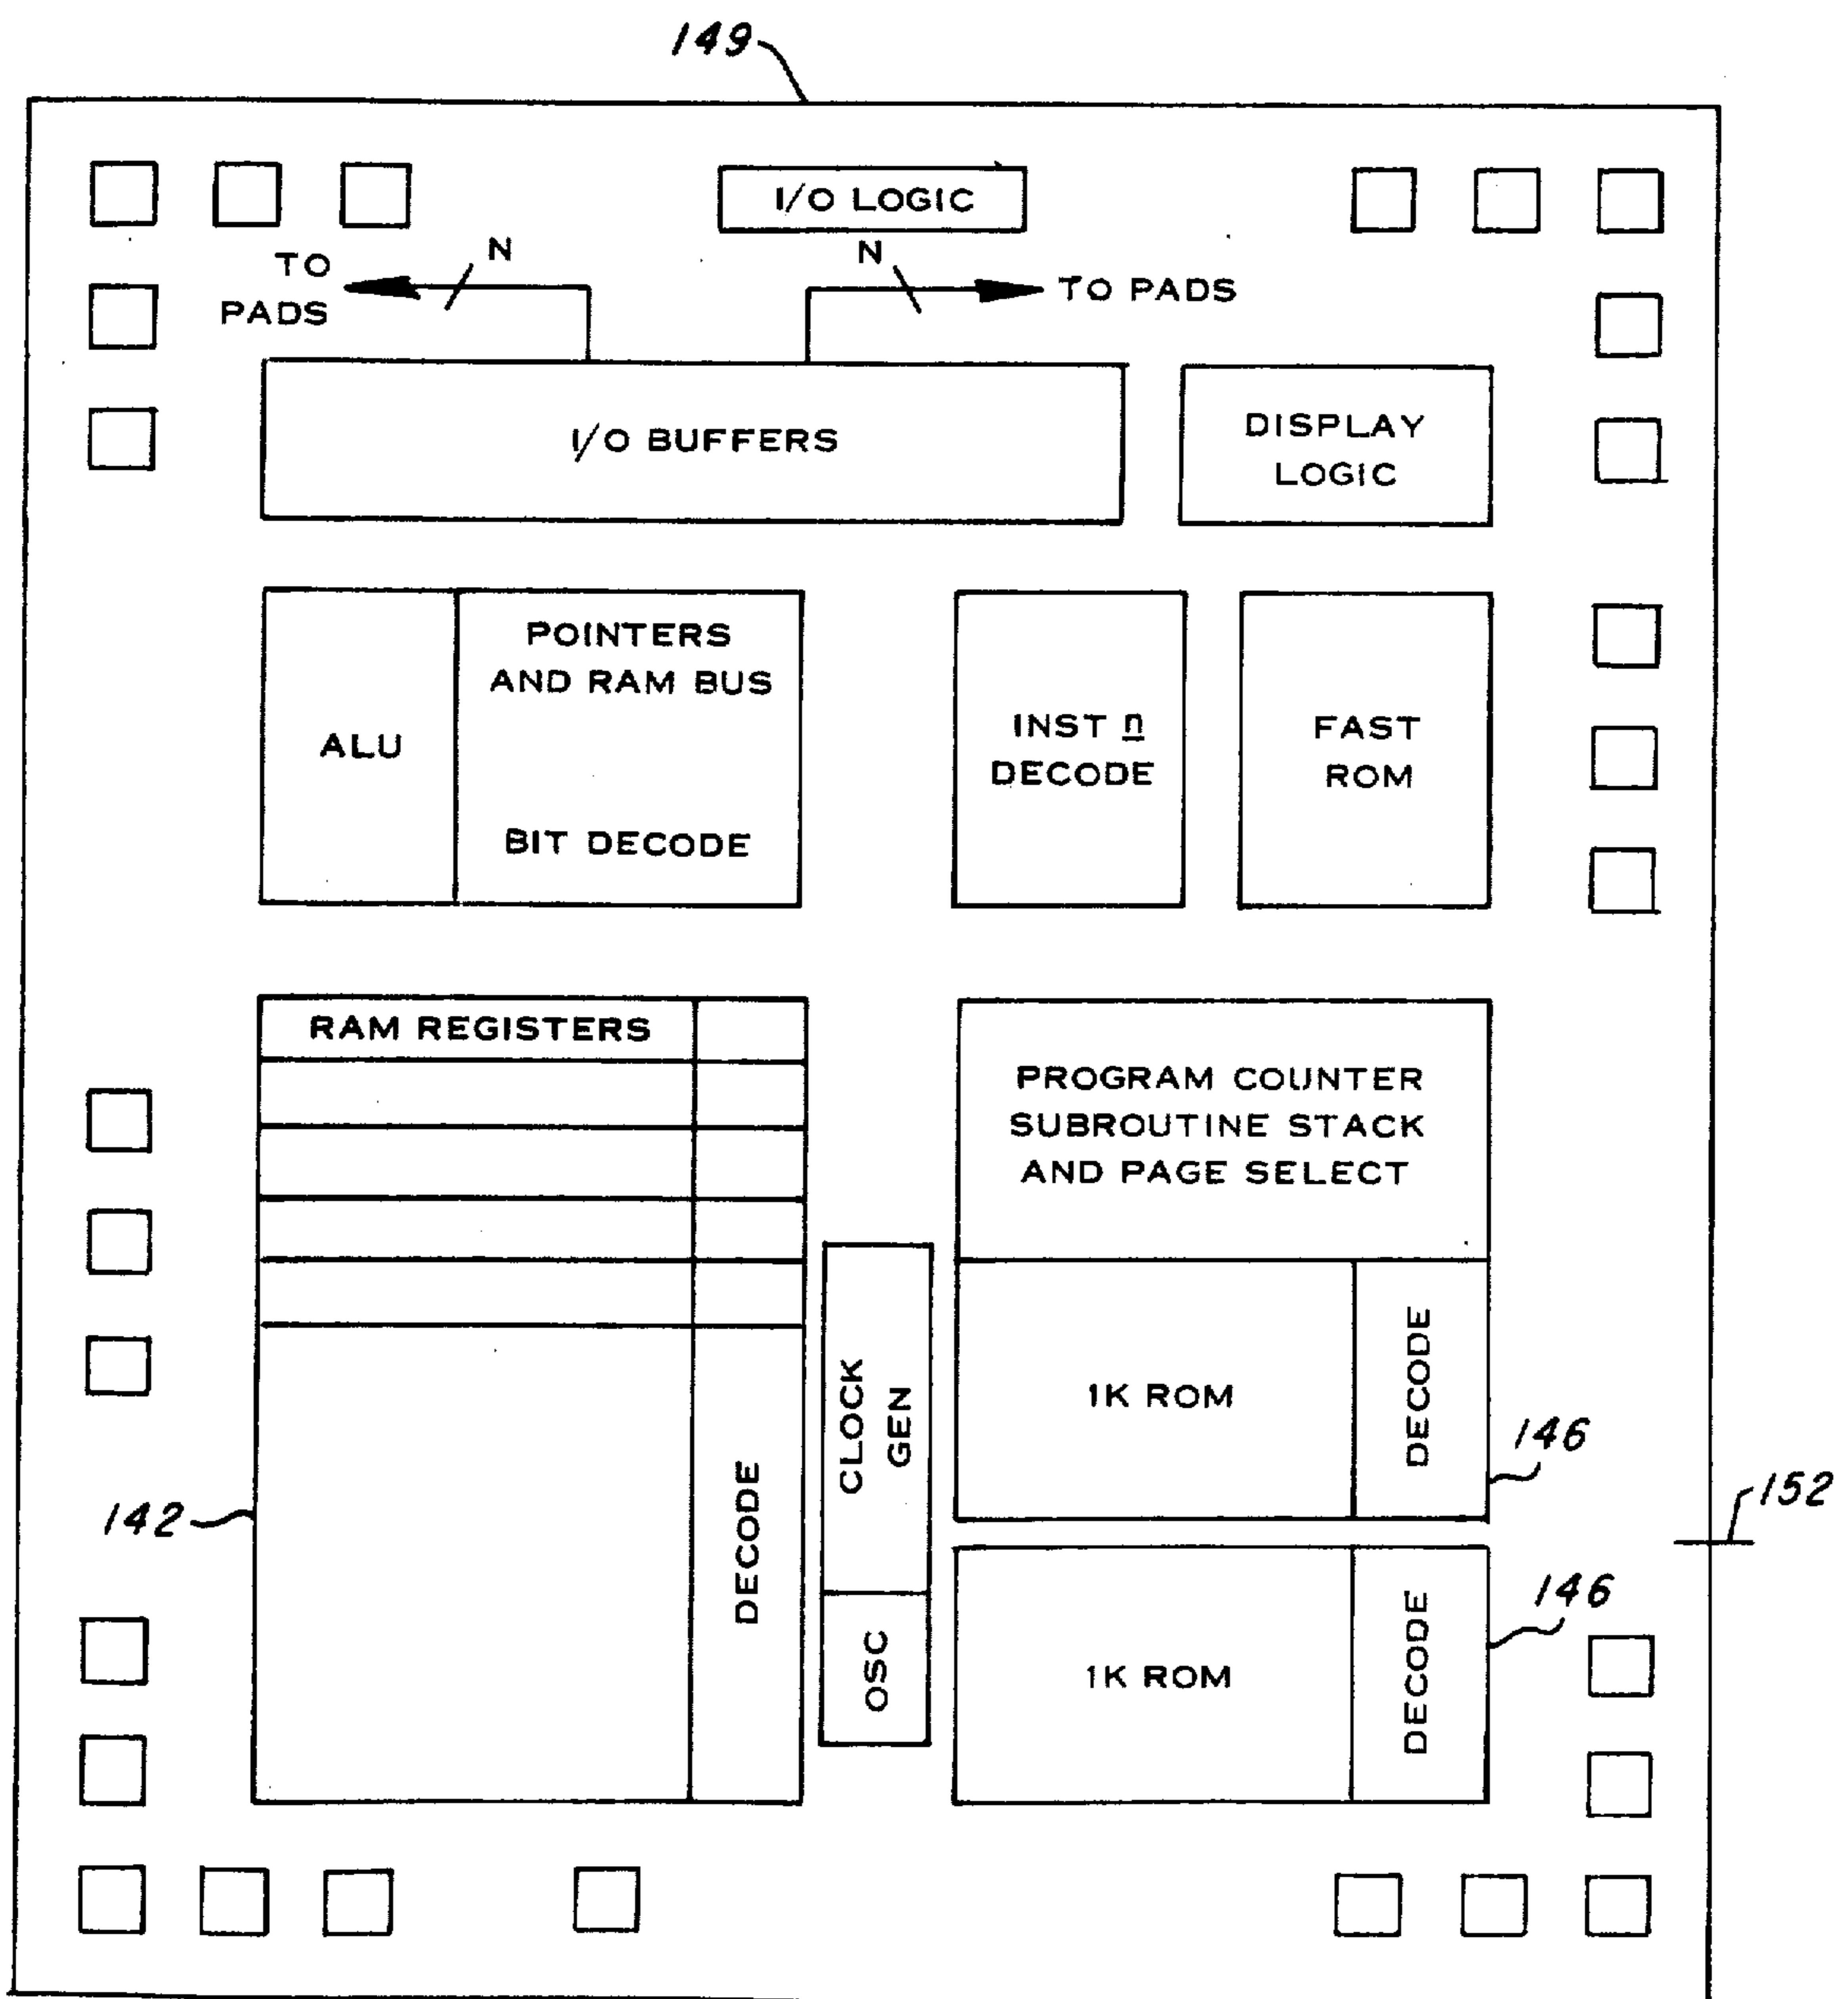 149
I/O LOGIC
N
N
TO
PADS
TO PADS
I/O BUFFERS
DISPLAY
LOGIC
ALU
POINTERS
AND RAM BUS
BIT DECODE
INST n
DECODE
FAST
ROM
RAM REGISTERS
DECODE
142
CLOCK
GEN
OSC
PROGRAM COUNTER
SUBROUTINE STACK
AND PAGE SELECT
1K ROM
DECODE
146
152
1K ROM
DECODE
146